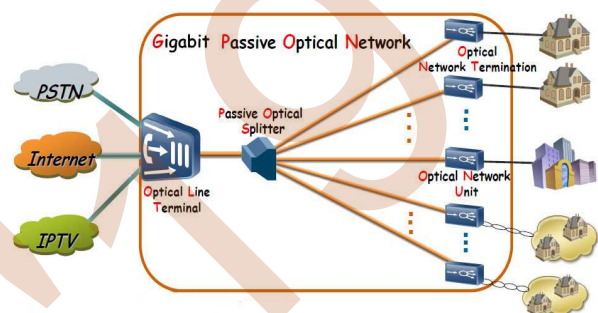 Gigabit Passive Optical Network
PSTN
Internet
IPTV
Optical Line
Terminal
Passive Optical
Splitter
Optical
Network Termination
Optical Network
Unit